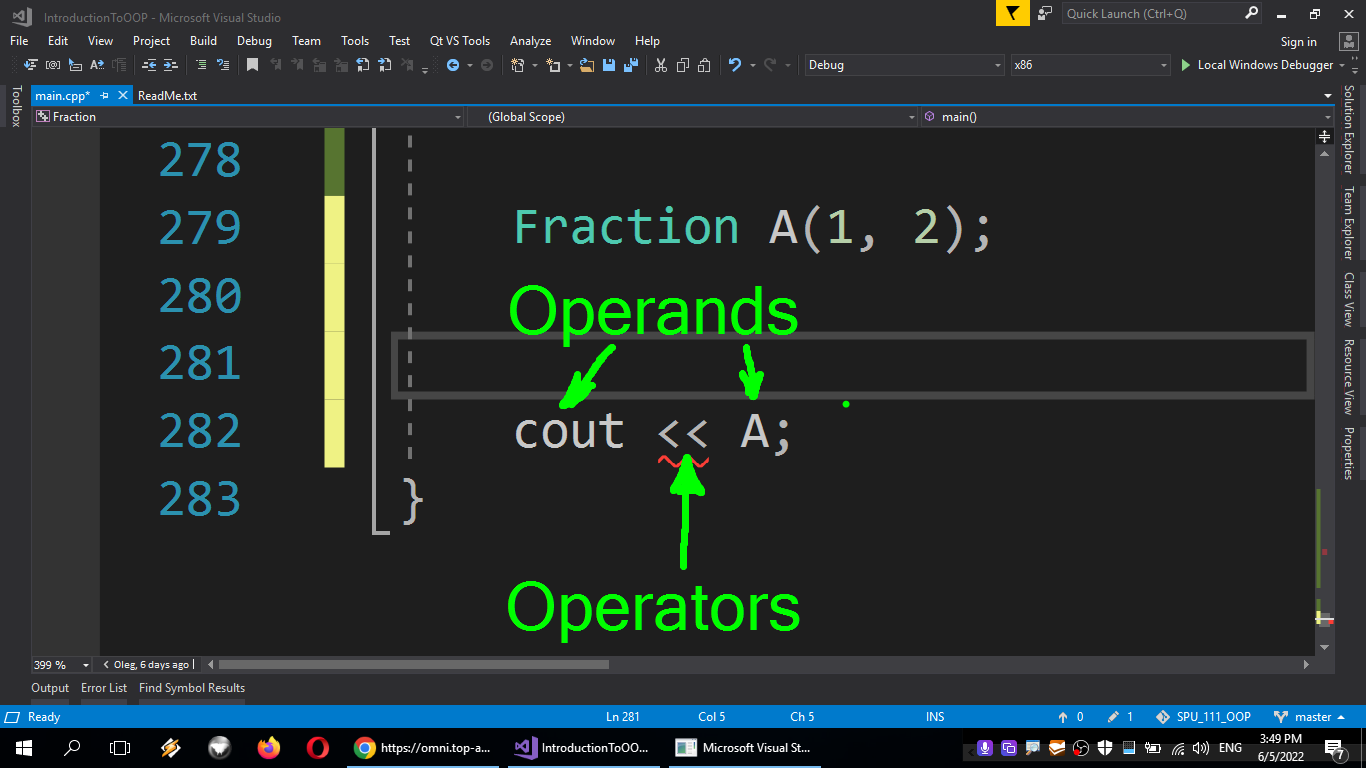 IntroductionToOOP - Microsoft Visual Studio
Quick Launch (Ctrl+Q)
File Edit View Project Build Debug Team Tools Test Qt VS Tools Analyze Window Help
Sign in
Debug x86 Local Windows Debugger
main.cpp* ReadMe.txt
Fraction (Global Scope) main()
Toolbox
278
279 Fraction A(1, 2);
280
Operands
281
282 cout << A;
283 }
Operators
Solution Explorer
Team Explorer
Class View
Resource View
Properties
399 % Oleg, 6 days ago |
Output Error List Find Symbol Results
Ready Ln 281 Col 5 Ch 5 INS 0 1 SPU_111_OOP master
https://omni.top-a... IntroductionToOO... Microsoft Visual St...
ENG 3:49 PM
6/5/2022
7